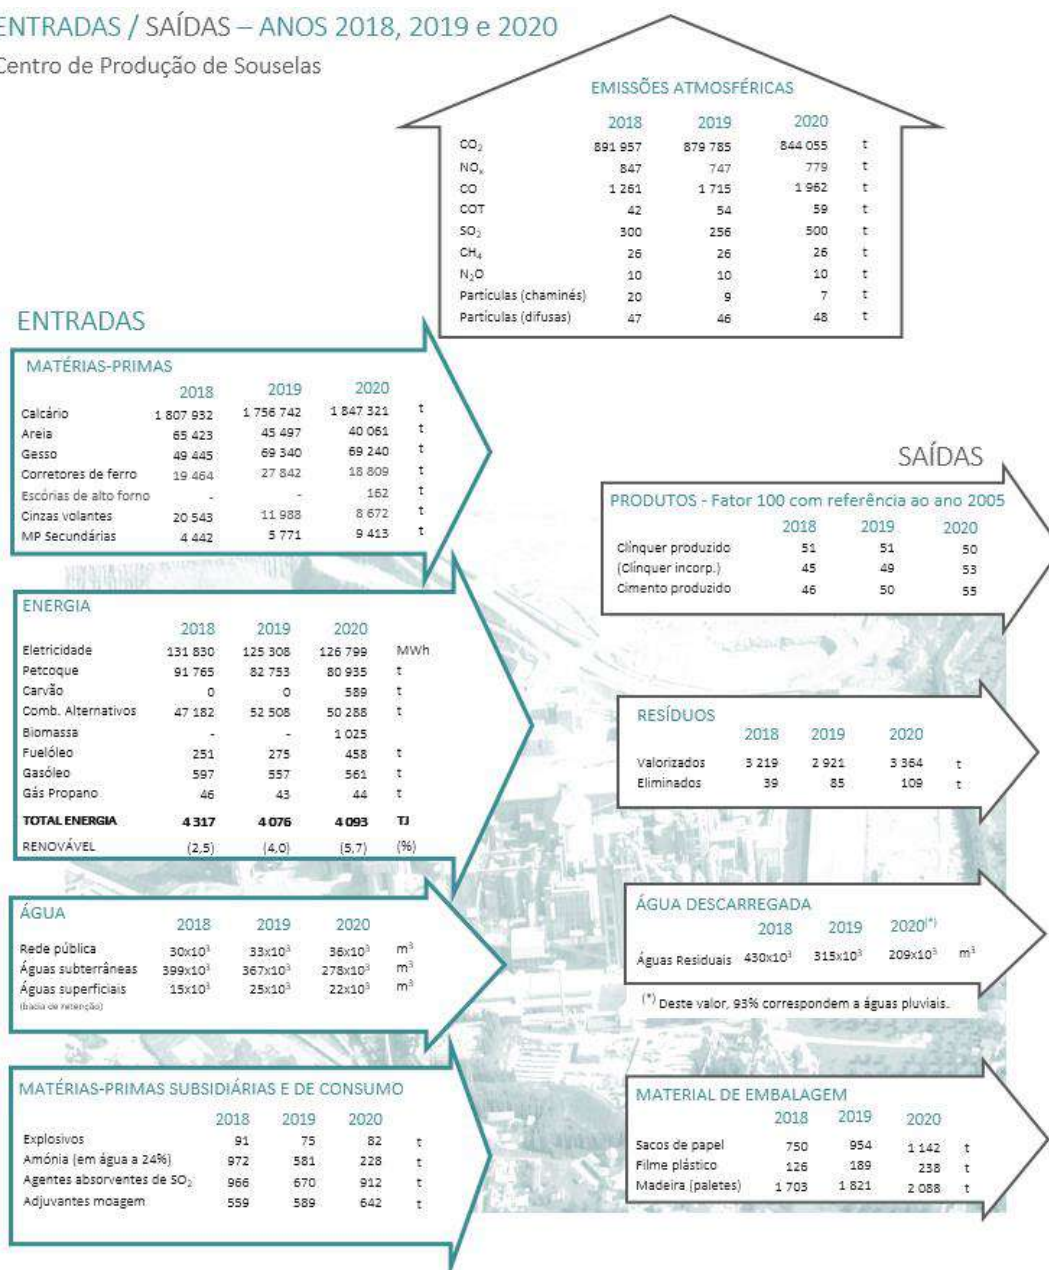 ENTRADAS / SAÍDAS – ANOS 2018, 2019 e 2020
Centro de Produção de Souselas
EMISSÕES ATMOSFÉRICAS
2018 2019 2020
CO₂ 891 957 879 785 844 055 t
NOₓ 847 747 779 t
CO 1 261 1 715 1 962 t
COT 42 54 59 t
SO₂ 300 256 500 t
CH₄ 26 26 26 t
N₂O 10 10 10 t
Partículas (chaminés) 20 9 7 t
Partículas (difusas) 47 46 48 t
ENTRADAS
MATÉRIAS-PRIMAS
2018 2019 2020
Calcário 1 807 932 1 756 742 1 847 321 t
Areia 65 423 45 497 40 061 t
Gesso 49 445 69 340 69 240 t
Corretores de ferro 19 464 27 842 18 809 t
Escórias de alto forno - - 162 t
Cinzas volantes 20 543 11 988 8 672 t
MP Secundárias 4 442 5 771 9 413 t
ENERGIA
2018 2019 2020
Eletricidade 131 830 125 308 126 799 MWh
Petcoque 91 765 82 753 80 935 t
Carvão 0 0 589 t
Comb. Alternativos 47 182 52 508 50 288 t
Biomassa - - 1 025
Fuelóleo 251 275 458 t
Gasóleo 597 557 561 t
Gás Propano 46 43 44 t
TOTAL ENERGIA 4 317 4 076 4 093 TJ
RENOVÁVEL (2,5) (4,0) (5,7) (%)
ÁGUA
2018 2019 2020
Rede pública 30x10³ 33x10³ 36x10³ m³
Águas subterrâneas 399x10³ 367x10³ 278x10³ m³
Águas superficiais 15x10³ 25x10³ 22x10³ m³
(bacia de retenção)
MATÉRIAS-PRIMAS SUBSIDIÁRIAS E DE CONSUMO
2018 2019 2020
Explosivos 91 75 82 t
Amónia (em água a 24%) 972 581 228 t
Agentes absorventes de SO₂ 966 670 912 t
Adjuvantes moagem 559 589 642 t
SAÍDAS
PRODUTOS - Fator 100 com referência ao ano 2005
2018 2019 2020
Clínquer produzido 51 51 50
(Clínquer incorp.) 45 49 53
Cimento produzido 46 50 55
RESÍDUOS
2018 2019 2020
Valorizados 3 219 2 921 3 364 t
Eliminados 39 85 109 t
ÁGUA DESCARREGADA
2018 2019 2020(*)
Águas Residuais 430x10³ 315x10³ 209x10³ m³
(*) Deste valor, 93% correspondem a águas pluviais.
MATERIAL DE EMBALAGEM
2018 2019 2020
Sacos de papel 750 954 1 142 t
Filme plástico 126 189 238 t
Madeira (paletes) 1 703 1 821 2 088 t